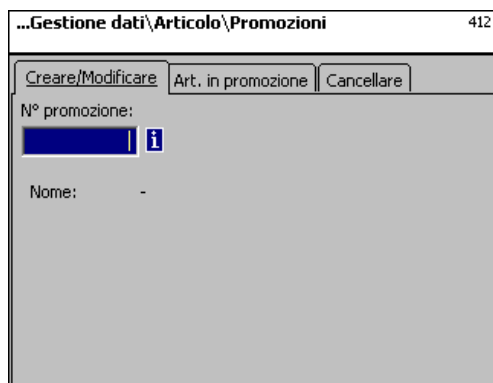 ...Gestione dati\Articolo\Promozioni 412
Creare/Modificare Art. in promozione Cancellare
N° promozione:
i
Nome: -